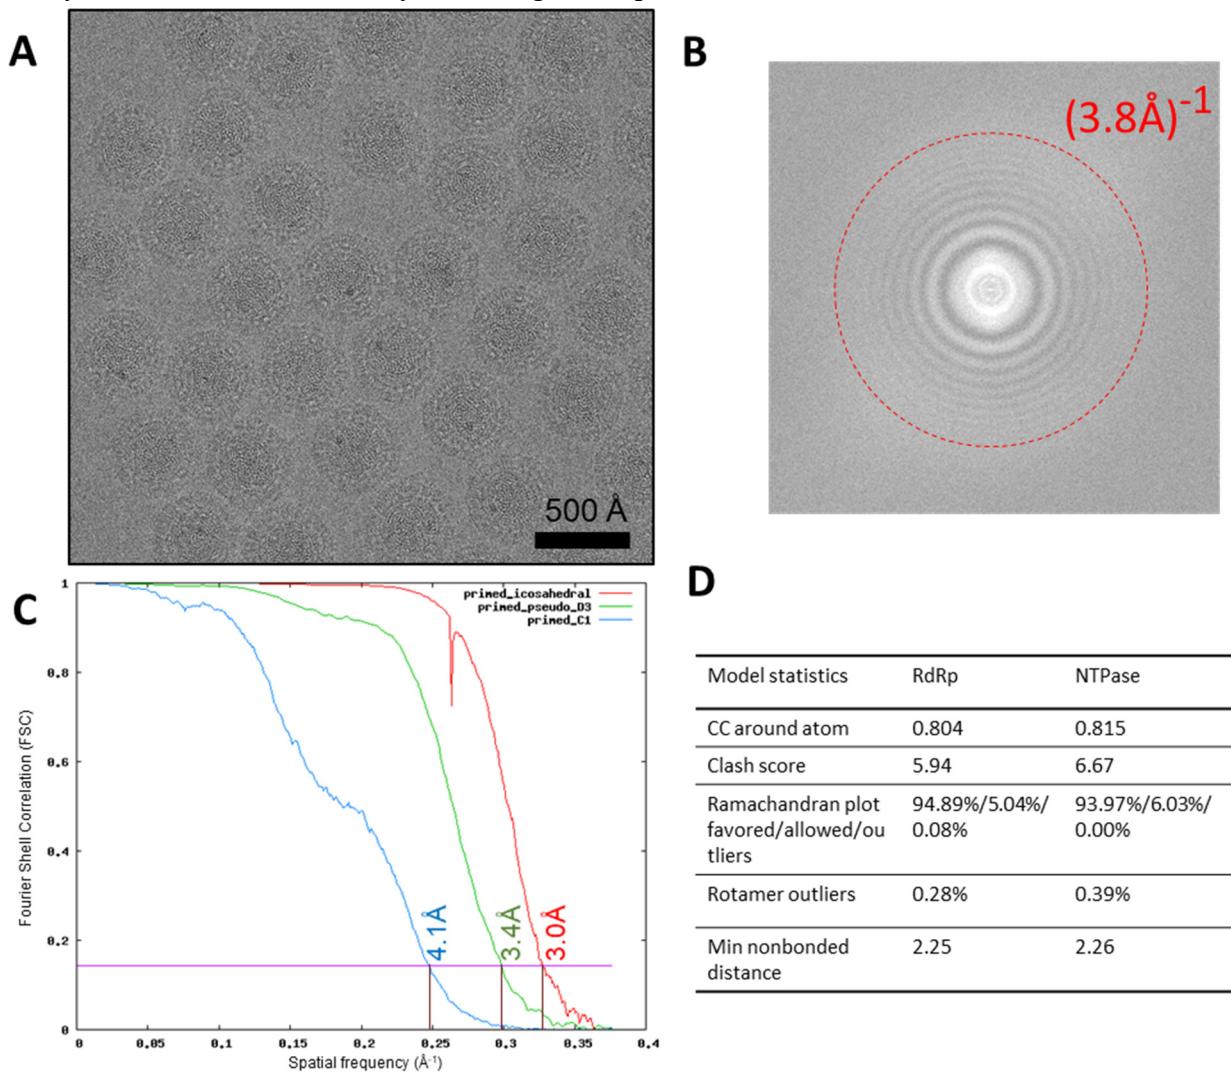 A
B
(3.8Å)-1
500 Å
C
primed_icosahedral
primed_pseudo_D3
primed_C1
1
0.8
0.6
0.4
0.2
0
Fourier Shell Correlation (FSC)
4.1Å
3.4Å
3.0Å
0
0.05
0.1
0.15
0.2
0.25
0.3
0.35
0.4
Spatial frequency (Å-1)
D
Model statistics RdRp NTPase
CC around atom 0.804 0.815
Clash score 5.94 6.67
Ramachandran plot 94.89%/5.04%/ 93.97%/6.03%/
favored/allowed/ou 0.08% 0.00%
tliers
Rotamer outliers 0.28% 0.39%
Min nonbonded 2.25 2.26
distance